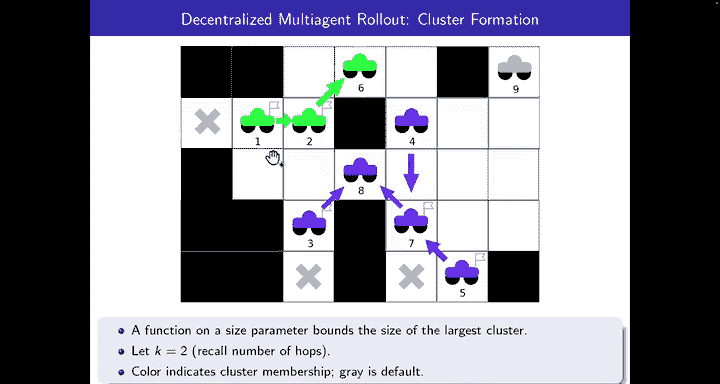 Decentralized Multiagent Rollout: Cluster Formation
6
9
1
2
4
8
3
7
5
A function on a size parameter bounds the size of the largest cluster.
Let k = 2 (recall number of hops).
Color indicates cluster membership; gray is default.